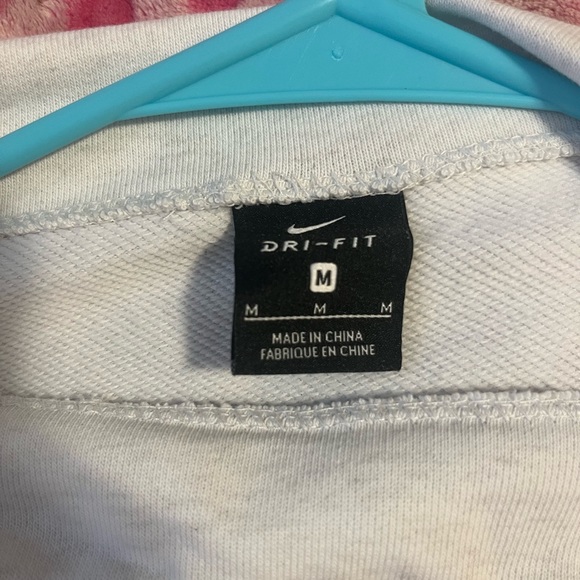 DRI-FIT
M
M M M
MADE IN CHINA
FABRIQUE EN CHINE